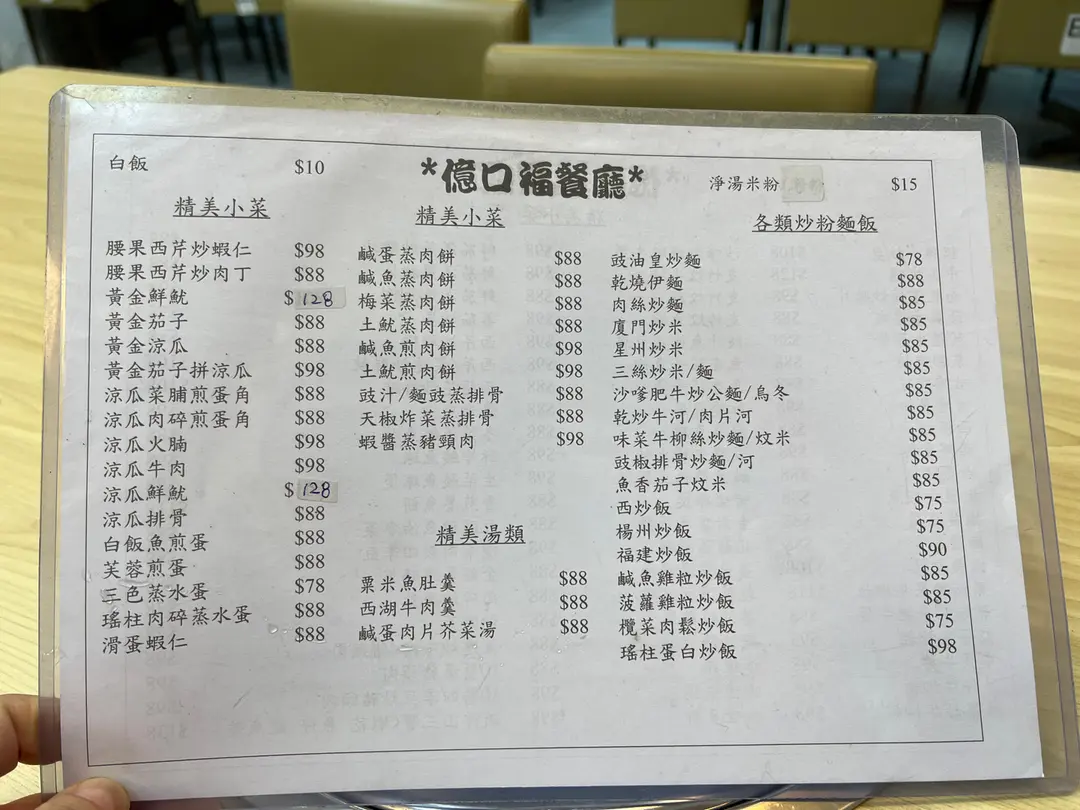 白飯 $10
*億口福餐廳*
淨湯米粉 $15
精美小菜
腰果西芹炒蝦仁 $98
腰果西芹炒肉丁 $88
黃金鮮魷 $128
黃金茄子 $88
黃金涼瓜 $88
黃金茄子拼涼瓜 $98
涼瓜菜脯煎蛋角 $88
涼瓜肉碎煎蛋角 $88
涼瓜火腩 $98
涼瓜牛肉 $98
涼瓜鮮魷 $128
涼瓜排骨 $88
白飯魚煎蛋 $88
芙蓉煎蛋 $88
三色蒸水蛋 $78
瑤柱肉碎蒸水蛋 $88
滑蛋蝦仁 $88
精美小菜
鹹蛋蒸肉餅 $88
鹹魚蒸肉餅 $88
梅菜蒸肉餅 $88
土魷蒸肉餅 $88
鹹魚煎肉餅 $98
土魷煎肉餅 $98
豉汁/麵豉蒸排骨 $88
天椒炸菜蒸排骨 $88
蝦醬蒸豬頸肉 $98
精美湯類
粟米魚肚羹 $88
西湖牛肉羹 $88
鹹蛋肉片芥菜湯 $88
各類炒粉麵飯
豉油皇炒麵 $78
乾燒伊麵 $88
肉絲炒麵 $85
廈門炒米 $85
星州炒米 $85
三絲炒米/麵 $85
沙嗲肥牛炒公麵/烏冬 $85
乾炒牛河/肉片河 $85
味菜牛柳絲炒麵/炆米 $85
豉椒排骨炒麵/河 $85
魚香茄子炆米 $85
西炒飯 $75
楊州炒飯 $75
福建炒飯 $90
鹹魚雞粒炒飯 $85
菠蘿雞粒炒飯 $85
欖菜肉鬆炒飯 $75
瑤柱蛋白炒飯 $98